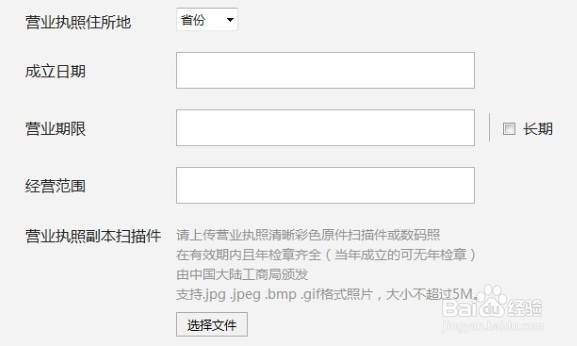 营业执照住所地 省份
成立日期
营业期限 长期
经营范围
营业执照副本扫描件 请上传营业执照清晰彩色原件扫描件或数码照
在有效期内且年检章齐全（当年成立的可无年检章）
由中国大陆工商局颁发
支持.jpg .jpeg .bmp .gif格式照片，大小不超过5M。
选择文件
Baidu经验
jingyan.baidu.com